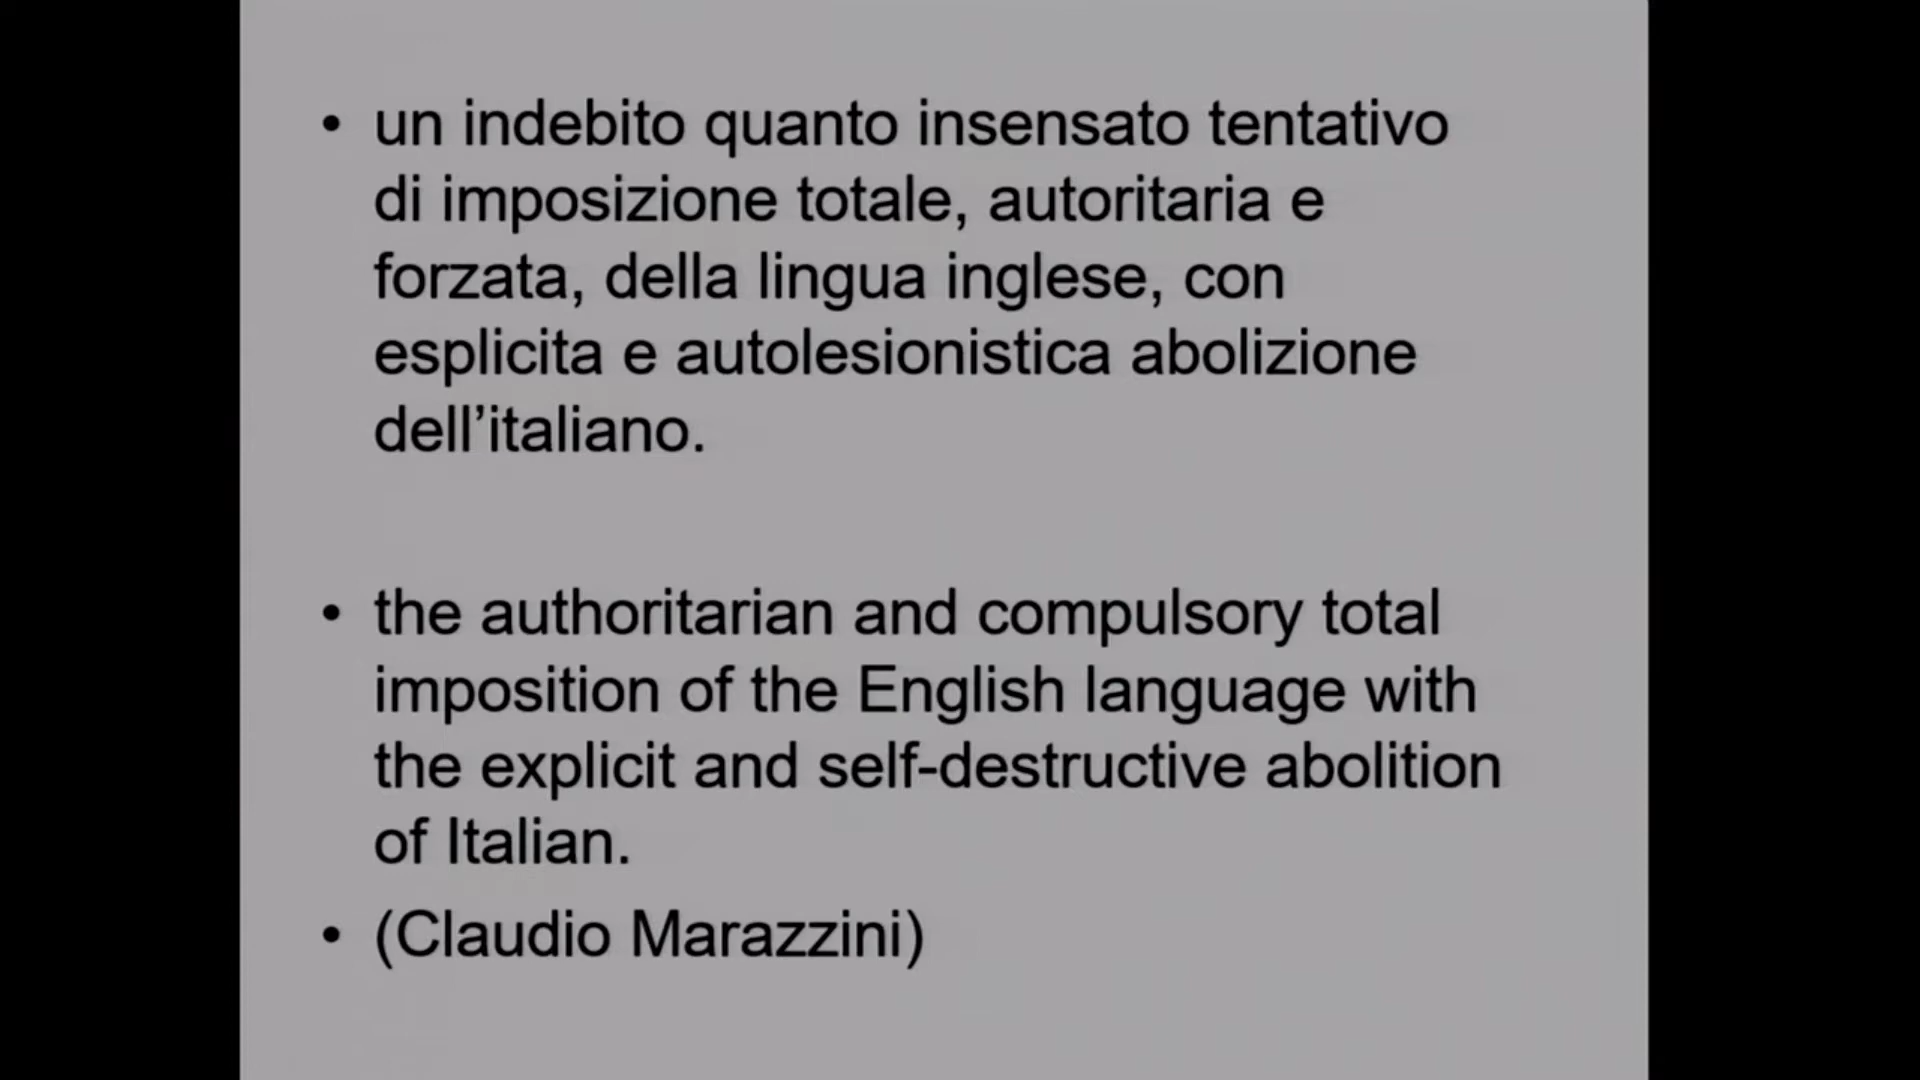 • un indebito quanto insensato tentativo
di imposizione totale, autoritaria e
forzata, della lingua inglese, con
esplicita e autolesionistica abolizione
dell’italiano.
• the authoritarian and compulsory total
imposition of the English language with
the explicit and self-destructive abolition
of Italian.
• (Claudio Marazzini)